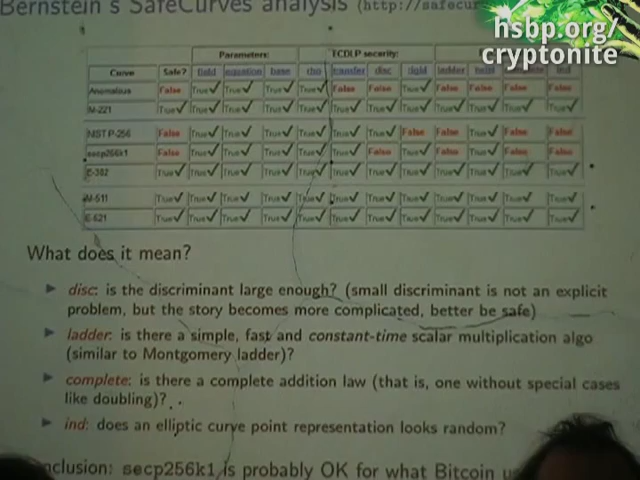 Bernstein's SafeCurves analysis (http://safecur
hsbp.org/
cryptonite
Parameters: ECDLP security:
Curve Safe? field equation base rho transfer disc rigid ladder twist complete ind
Anomalous False True✓ True✓ True✓ True✓ False False True✓ False False False False
M-221 True✓ True✓ True✓ True✓ True✓ True✓ True✓ True✓ True✓ True✓ True✓ True✓
NIST P-256 False True✓ True✓ True✓ True✓ True✓ True✓ False False True✓ False False
secp256k1 False True✓ True✓ True✓ True✓ True✓ False True✓ False True✓ False False
E-382 True✓ True✓ True✓ True✓ True✓ True✓ True✓ True✓ True✓ True✓ True✓ True✓
M-511 True✓ True✓ True✓ True✓ True✓ True✓ True✓ True✓ True✓ True✓ True✓ True✓
E-521 True✓ True✓ True✓ True✓ True✓ True✓ True✓ True✓ True✓ True✓ True✓ True✓
What does it mean?
disc: is the discriminant large enough? (small discriminant is not an explicit
problem, but the story becomes more complicated, better be safe)
ladder: is there a simple, fast and constant-time scalar multiplication algo
(similar to Montgomery ladder)?
complete: is there a complete addition law (that is, one without special cases
like doubling)?
ind: does an elliptic curve point representation looks random?
nclusion: secp256k1 is probably OK for what Bitcoin u